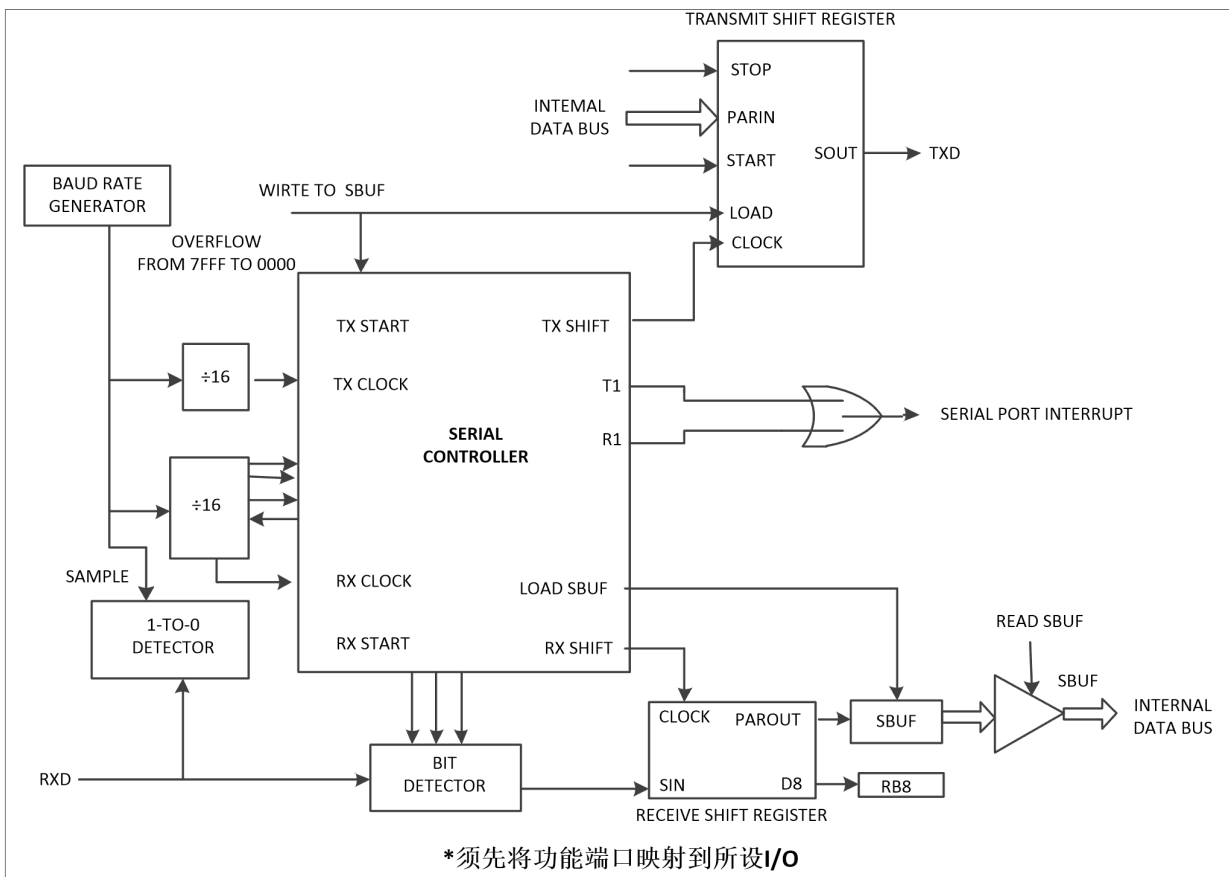 TRANSMIT SHIFT REGISTER
STOP
INTEMAL
DATA BUS
PARIN
START
SOUT
TXD
LOAD
CLOCK
BAUD RATE
GENERATOR
WIRTE TO SBUF
OVERFLOW
FROM 7FFF TO 0000
TX START
TX SHIFT
÷16
TX CLOCK
T1
R1
SERIAL PORT INTERRUPT
SERIAL
CONTROLLER
÷16
SAMPLE
RX CLOCK
LOAD SBUF
1-TO-0
DETECTOR
RX START
RX SHIFT
READ SBUF
SBUF
CLOCK
PAROUT
SBUF
INTERNAL
DATA BUS
RXD
BIT
DETECTOR
SIN
D8
RB8
RECEIVE SHIFT REGISTER
*须先将功能端口映射到所设I/O